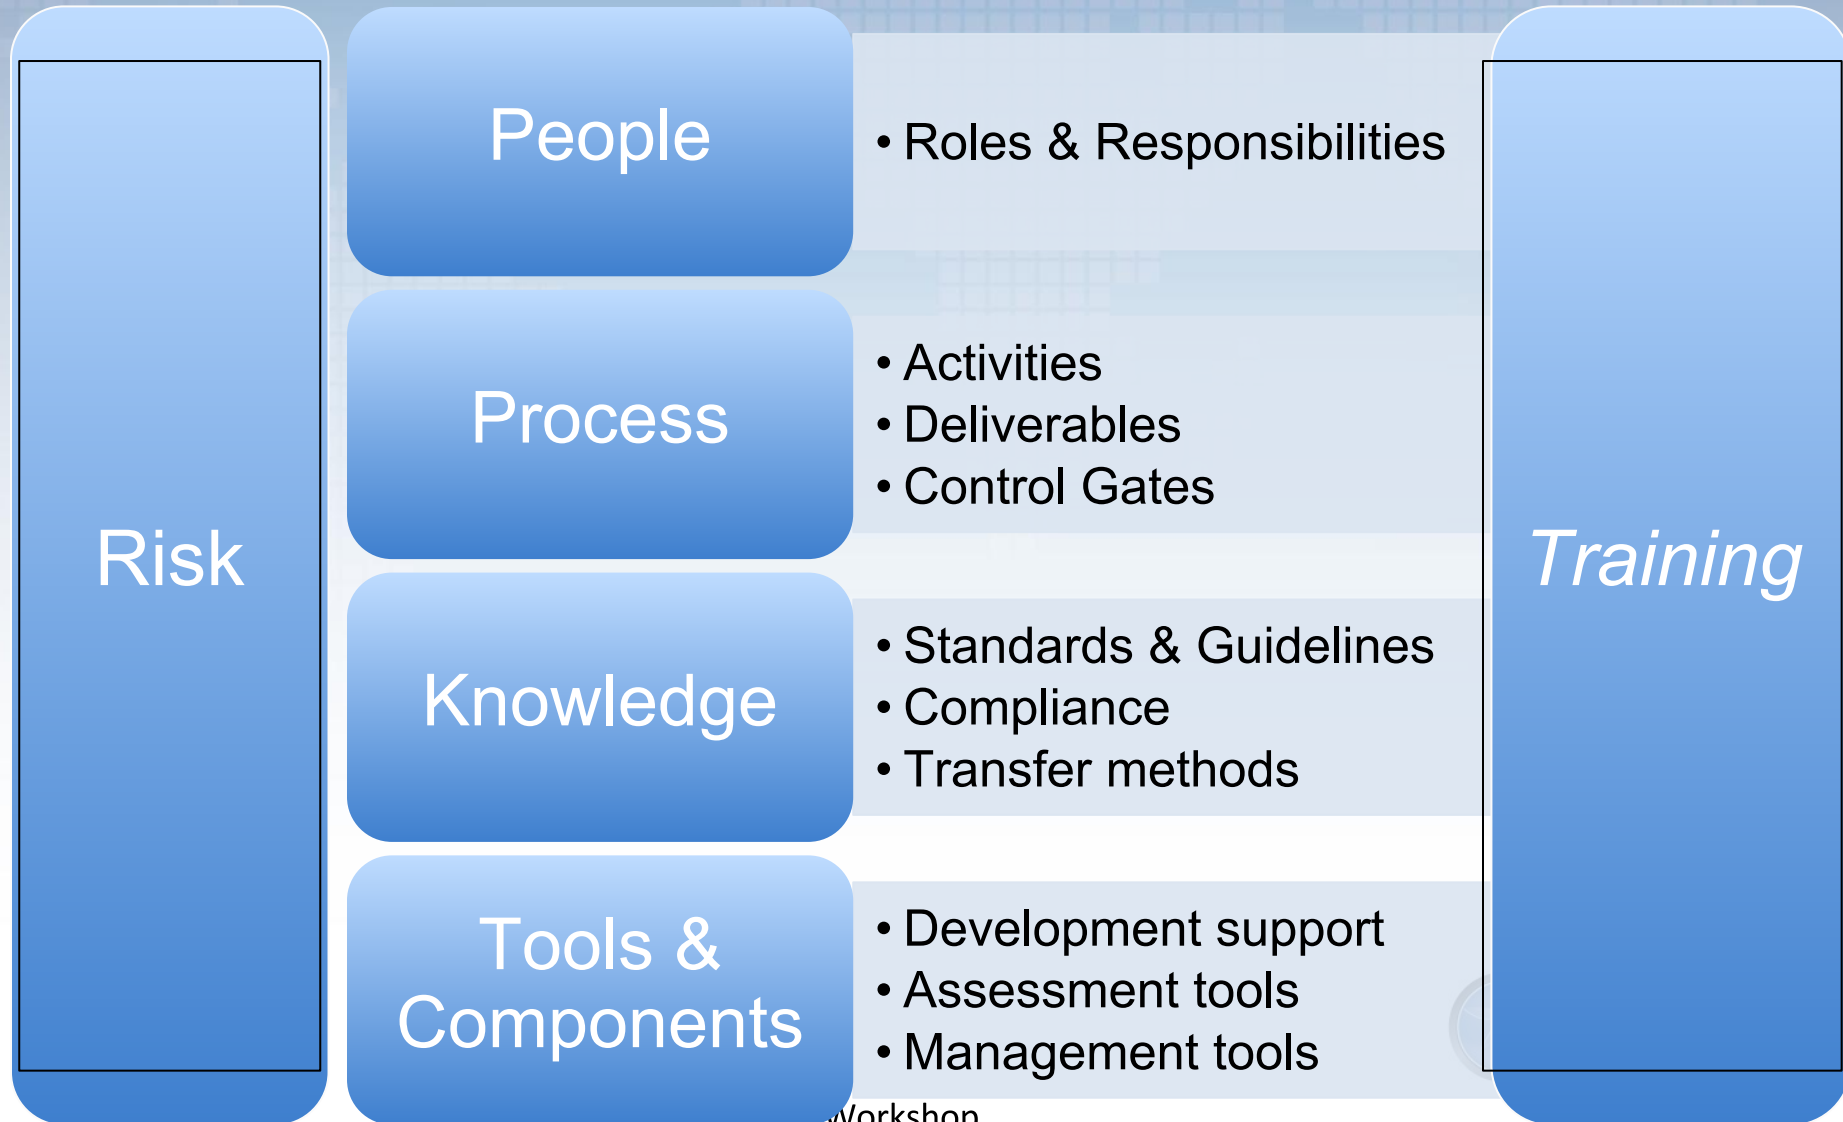 Risk
People
• Roles & Responsibilities
Process
• Activities
• Deliverables
• Control Gates
Knowledge
• Standards & Guidelines
• Compliance
• Transfer methods
Tools &
Components
• Development support
• Assessment tools
• Management tools
Training
Workshop